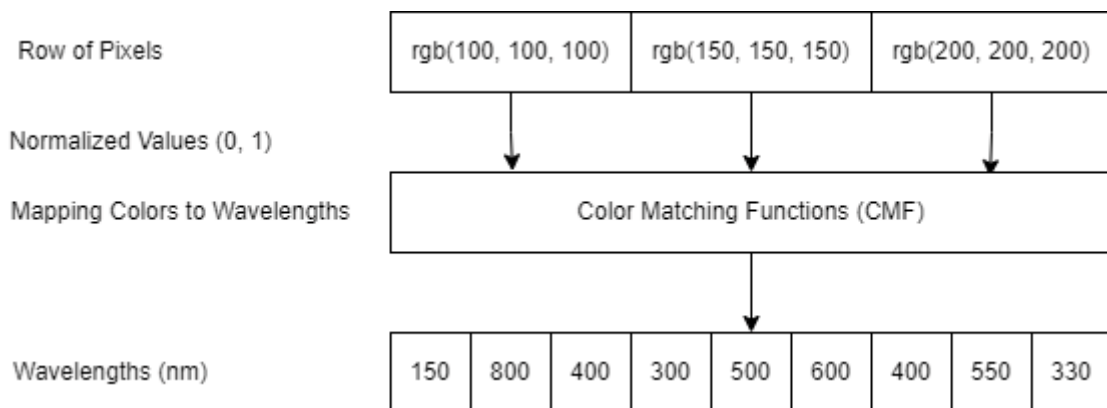 Row of Pixels rgb(100, 100, 100) rgb(150, 150, 150) rgb(200, 200, 200)
Normalized Values (0, 1)
Mapping Colors to Wavelengths Color Matching Functions (CMF)
Wavelengths (nm) 150 800 400 300 500 600 400 550 330